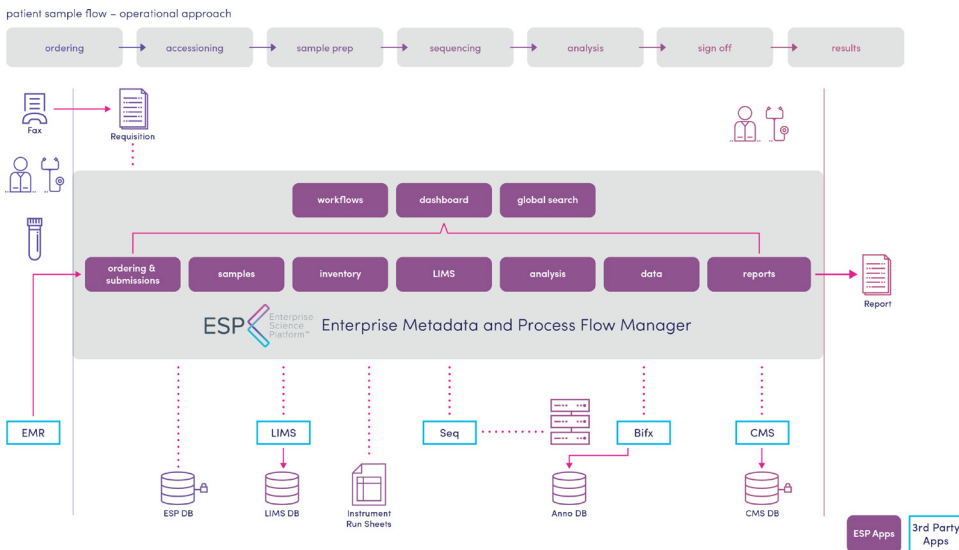 patient sample flow – operational approach
ordering
accessioning
sample prep
sequencing
analysis
sign off
results
Fax
Requisition
workflows
dashboard
global search
ordering &
submissions
samples
inventory
LIMS
analysis
data
reports
Report
ESP
Enterprise
Science
Platform™
Enterprise Metadata and Process Flow Manager
EMR
LIMS
Seq
Bifx
CMS
ESP DB
LIMS DB
Instrument
Run Sheets
Anno DB
CMS DB
ESP Apps
3rd Party
Apps